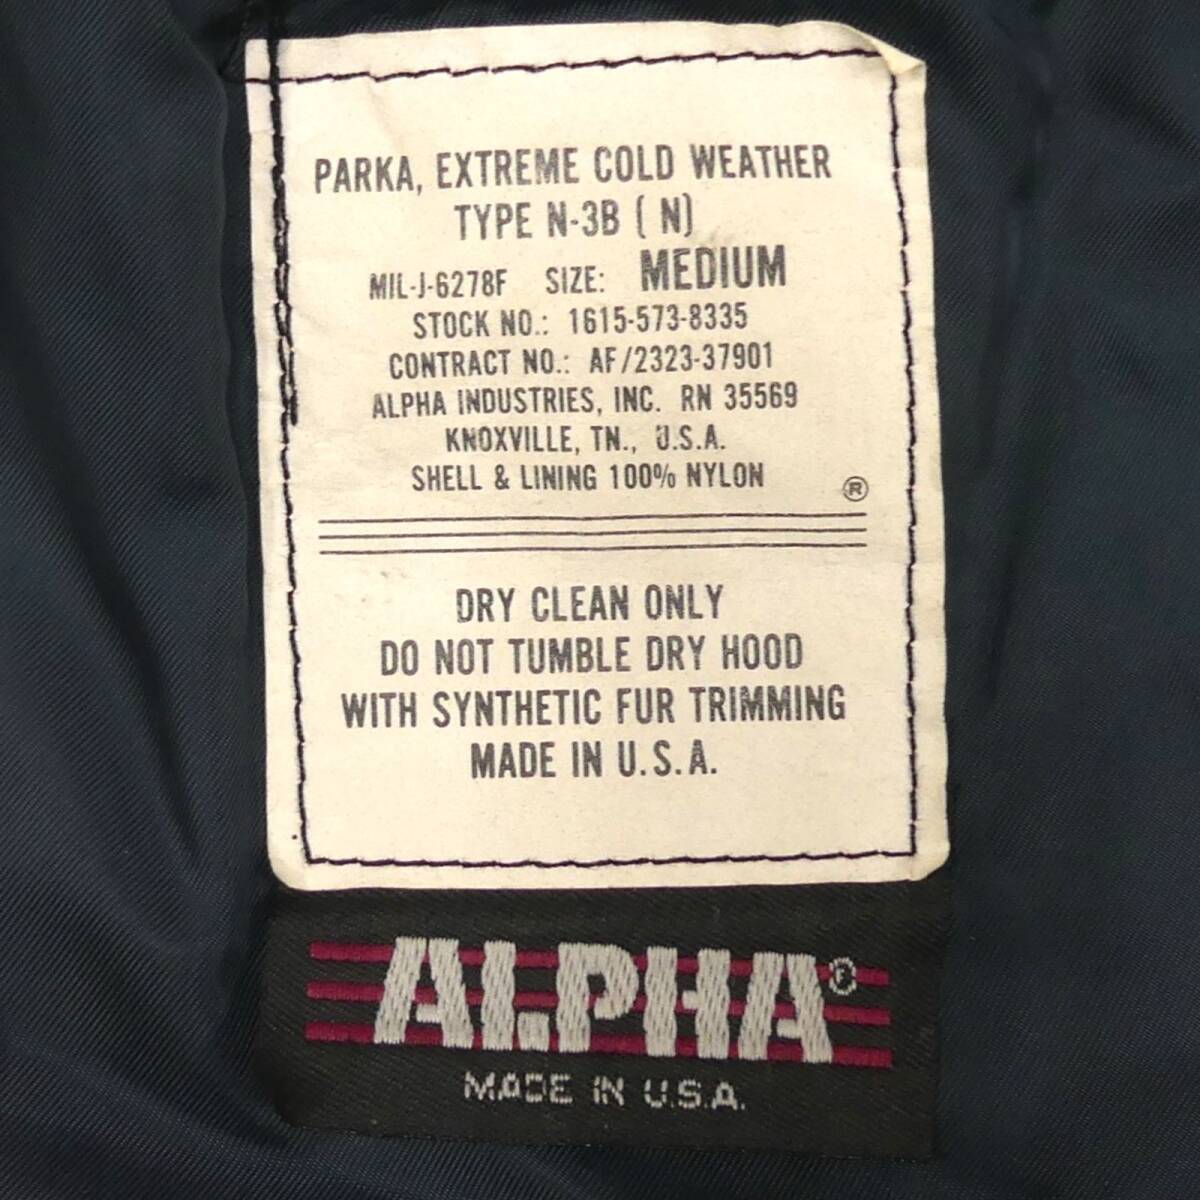 PARKA, EXTREME COLD WEATHER
TYPE N-3B ( N)
MIL-J-6278F SIZE: MEDIUM
STOCK NO.: 1615-573-8335
CONTRACT NO.: AF/2323-37901
ALPHA INDUSTRIES, INC. RN 35569
KNOXVILLE, TN., U.S.A.
SHELL & LINING 100% NYLON
®
DRY CLEAN ONLY
DO NOT TUMBLE DRY HOOD
WITH SYNTHETIC FUR TRIMMING
MADE IN U.S.A.
ALPHA®
MADE IN U.S.A.